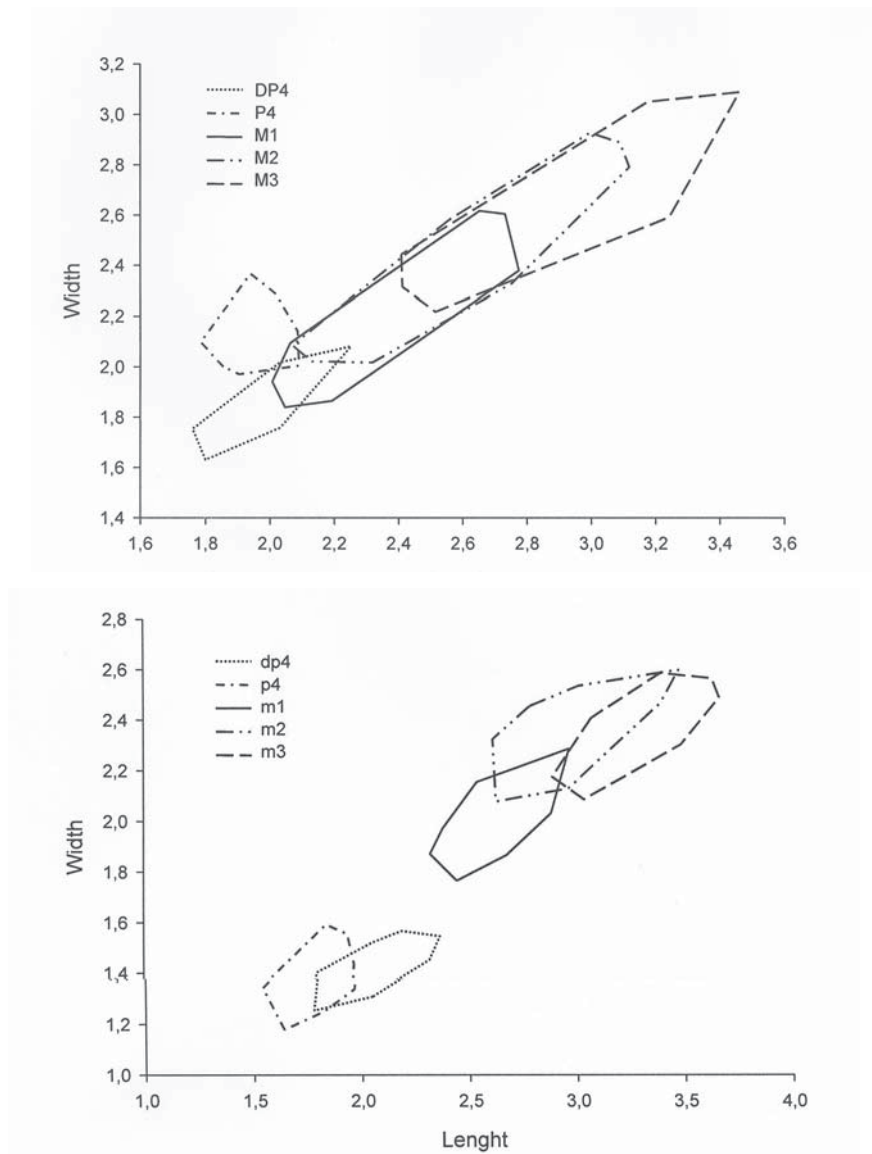 3,2
3,0
2,8
2,6
2,4
2,2
2,0
1,8
1,6
1,4
Width
DP4
P4
M1
M2
M3
1,6 1,8 2,0 2,2 2,4 2,6 2,8 3,0 3,2 3,4 3,6
2,8
2,6
2,4
2,2
2,0
1,8
1,6
1,4
1,2
1,0
Width
dp4
p4
m1
m2
m3
1,0 1,5 2,0 2,5 3,0 3,5 4,0
Lenght